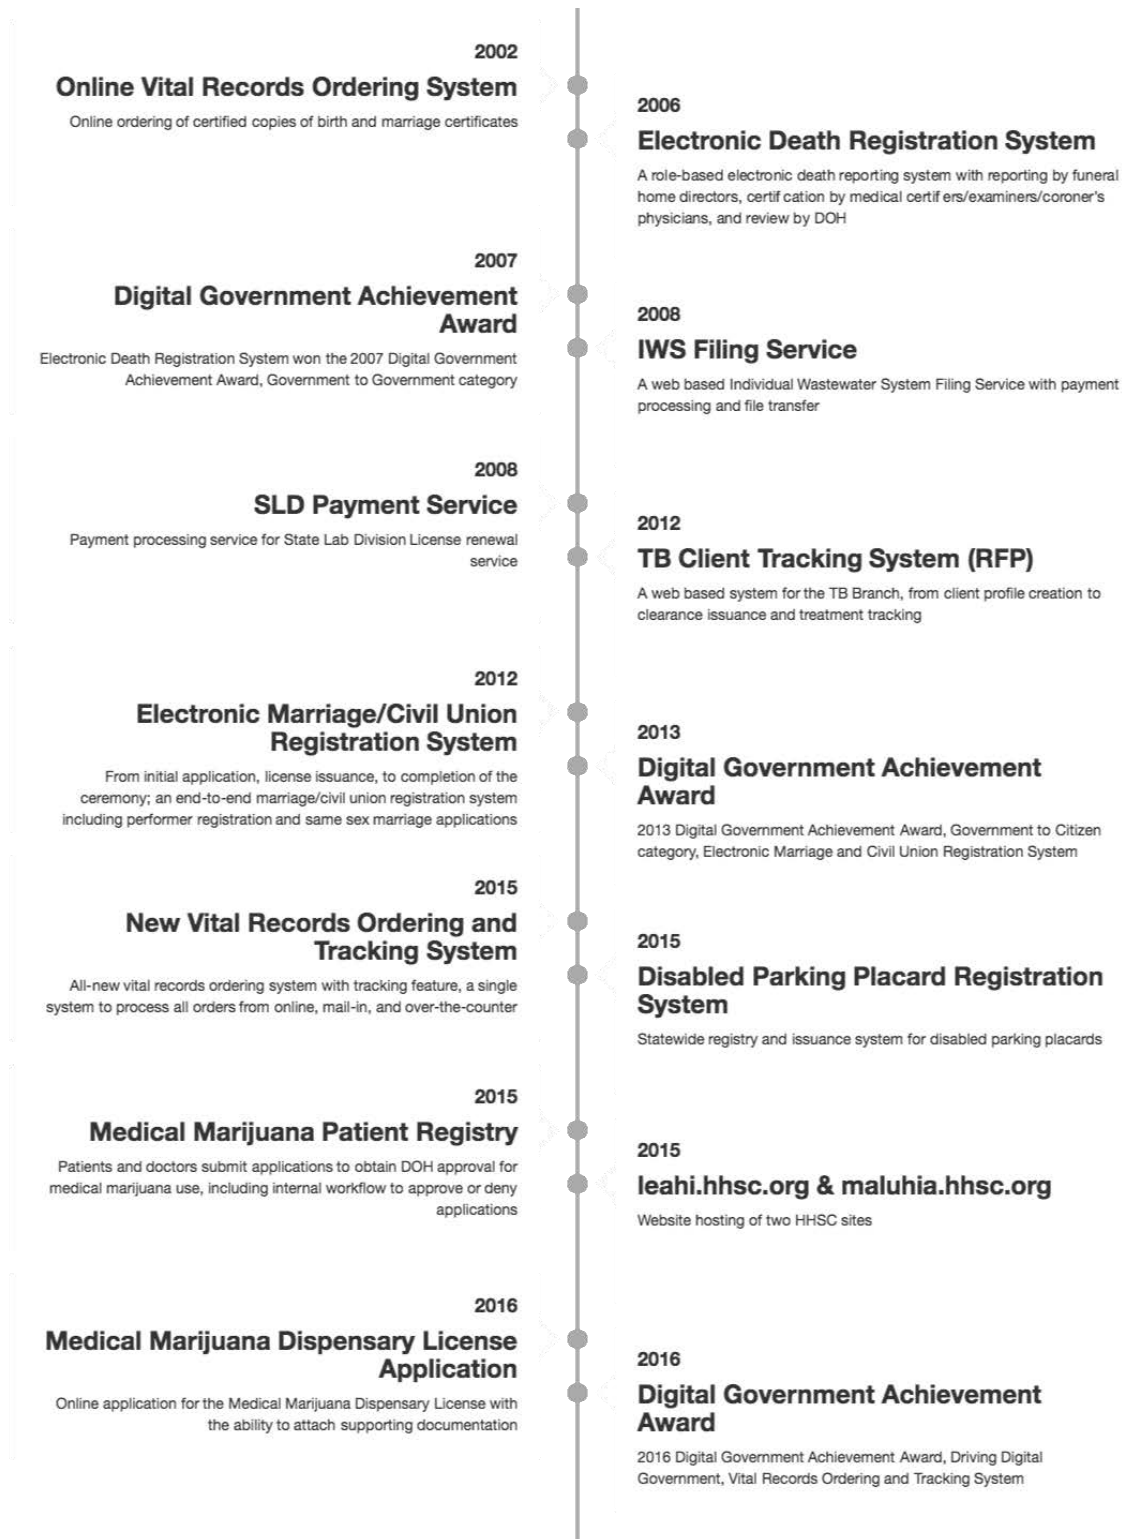 2002
Online Vital Records Ordering System
Online ordering of certified copies of birth and marriage certificates
2006
Electronic Death Registration System
A role-based electronic death reporting system with reporting by funeral
home directors, certif cation by medical certif ers/examiners/coroner's
physicians, and review by DOH
2007
Digital Government Achievement
Award
Electronic Death Registration System won the 2007 Digital Government
Achievement Award, Government to Government category
2008
IWS Filing Service
A web based Individual Wastewater System Filing Service with payment
processing and file transfer
2008
SLD Payment Service
Payment processing service for State Lab Division License renewal
service
2012
TB Client Tracking System (RFP)
A web based system for the TB Branch, from client profile creation to
clearance issuance and treatment tracking
2012
Electronic Marriage/Civil Union
Registration System
From initial application, license issuance, to completion of the
ceremony; an end-to-end marriage/civil union registration system
including performer registration and same sex marriage applications
2013
Digital Government Achievement
Award
2013 Digital Government Achievement Award, Government to Citizen
category, Electronic Marriage and Civil Union Registration System
2015
New Vital Records Ordering and
Tracking System
All-new vital records ordering system with tracking feature, a single
system to process all orders from online, mail-in, and over-the-counter
2015
Disabled Parking Placard Registration
System
Statewide registry and issuance system for disabled parking placards
2015
Medical Marijuana Patient Registry
Patients and doctors submit applications to obtain DOH approval for
medical marijuana use, including internal workflow to approve or deny
applications
2015
leahi.hhsc.org & maluhia.hhsc.org
Website hosting of two HHSC sites
2016
Medical Marijuana Dispensary License
Application
Online application for the Medical Marijuana Dispensary License with
the ability to attach supporting documentation
2016
Digital Government Achievement
Award
2016 Digital Government Achievement Award, Driving Digital
Government, Vital Records Ordering and Tracking System